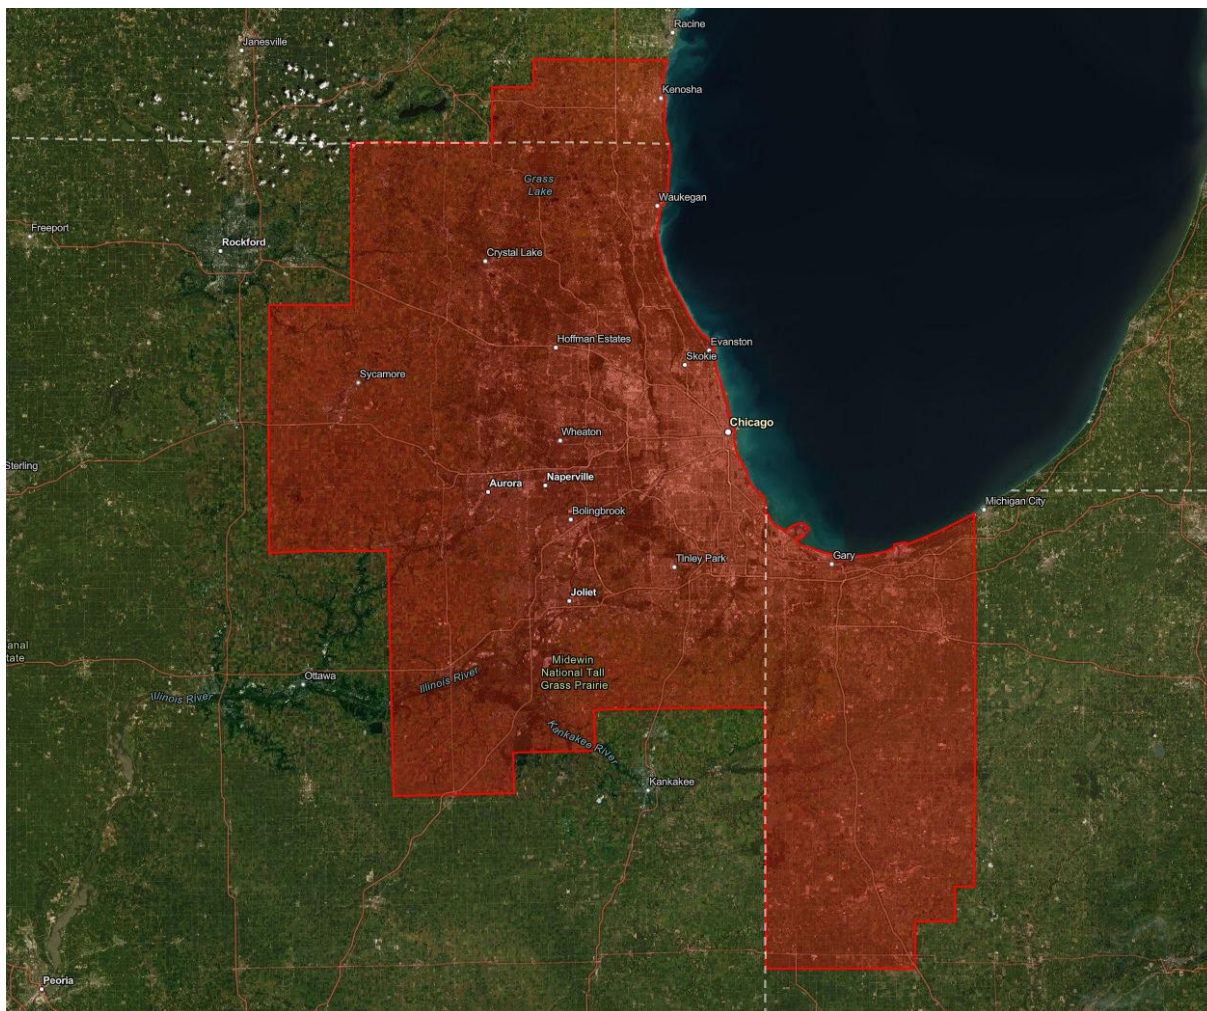 Racine
Janesville
Kenosha
Grass
Lake
Waukegan
Freeport
Rockford
Crystal Lake
Hoffman Estates
Evanston
Skokie
Sycamore
Chicago
Wheaton
Sterling
Naperville
Aurora
Michigan City
Bolingbrook
Tinley Park
Gary
Joliet
anal
tate
Midewin
National Tall
Grass Prairie
Illinois River
Ottawa
Illinois River
Kankakee River
Kankakee
Peoria